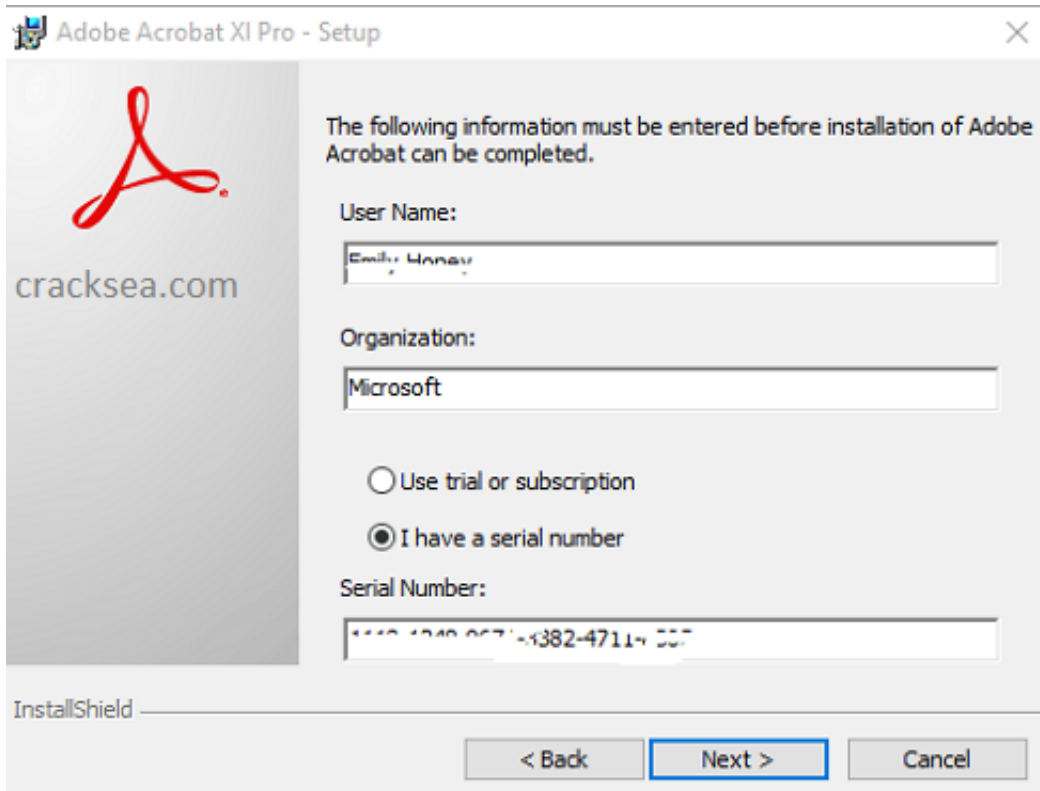 Adobe Acrobat XI Pro - Setup
The following information must be entered before installation of Adobe
Acrobat can be completed.
cracksea.com
User Name:
Organization:
Microsoft
Use trial or subscription
I have a serial number
Serial Number:
InstallShield
< Back
Next >
Cancel